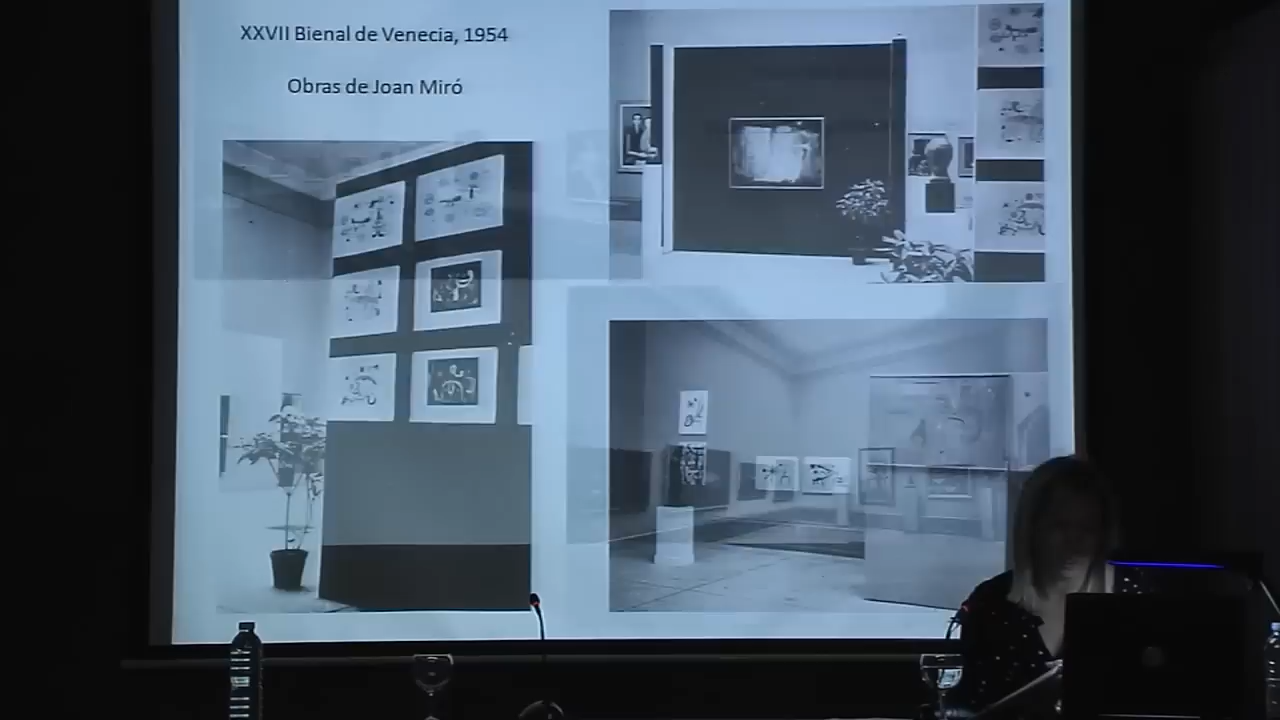 XXVII Bienal de Venecia, 1954
Obras de Joan Miró